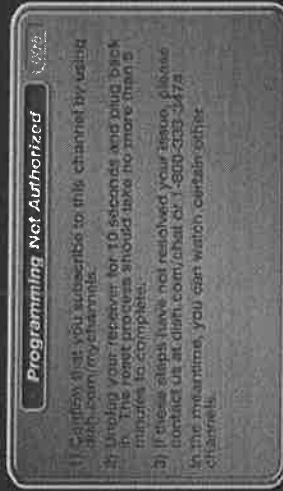 Programming Not Authorized
1) Confirm that you subscribe to this channel by using
dish.com/mychannels.
2) Unplug your receiver for 10 seconds and plug back
in. The reset process should take no more than 5
minutes to complete.
3) If these steps have not resolved your issue, please
contact us at dish.com/chat or 1-800-333-3474
In the meantime, you can watch certain other
channels.